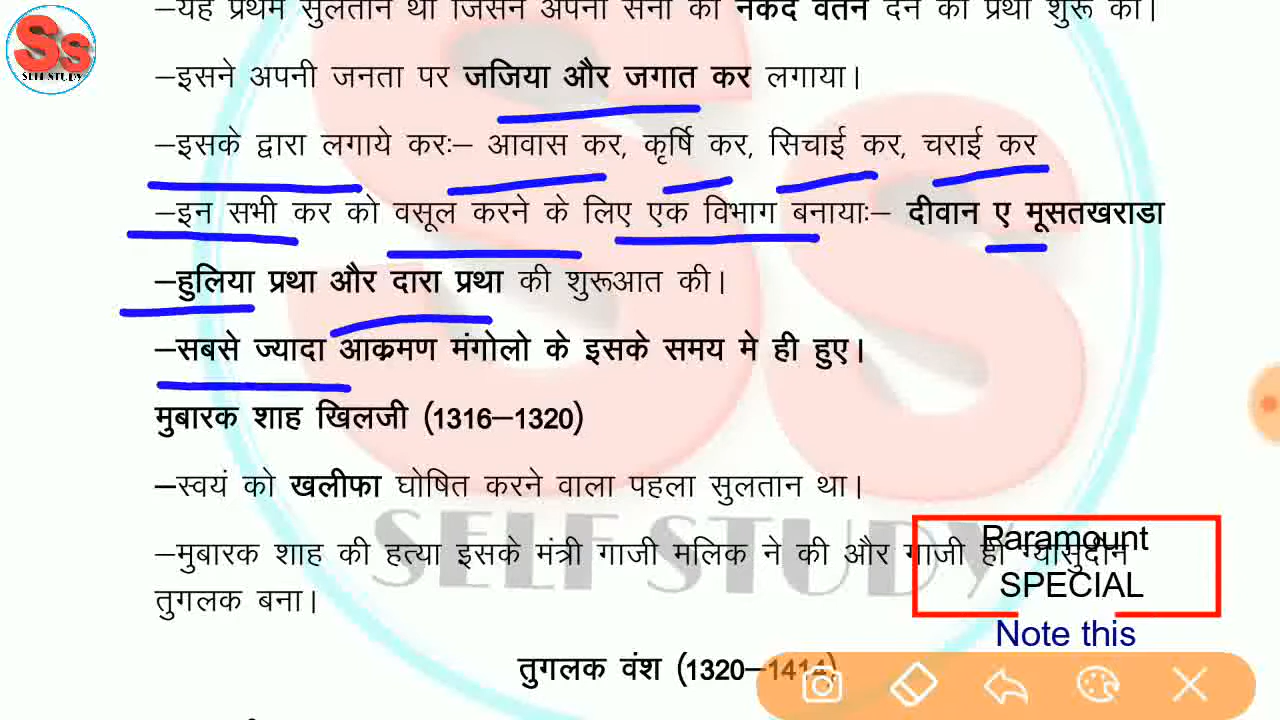 –यह प्रथम सुल्तान था जिसने अपनी सेना को नकद वेतन देने की प्रथा शुरू की।
Ss
SELF STUDY
–इसने अपनी जनता पर जजिया और जगात कर लगाया।
–इसके द्वारा लगाये करः– आवास कर, कृर्षि कर, सिचाई कर, चराई कर
–इन सभी कर को वसूल करने के लिए एक विभाग बनायाः– दीवान ए मूसतखराडा
–हुलिया प्रथा और दारा प्रथा की शुरूआत की।
–सबसे ज्यादा आक्रमण मंगोलो के इसके समय मे ही हुए।
मुबारक शाह खिलजी (1316–1320)
–स्वयं को खलीफा घोषित करने वाला पहला सुलतान था।
SELF STUDY
–मुबारक शाह की हत्या इसके मंत्री गाजी मलिक ने की और गाजी ही ग्यासुदीन
तुगलक बना।
Paramount
SPECIAL
Note this
तुगलक वंश (1320–1414)